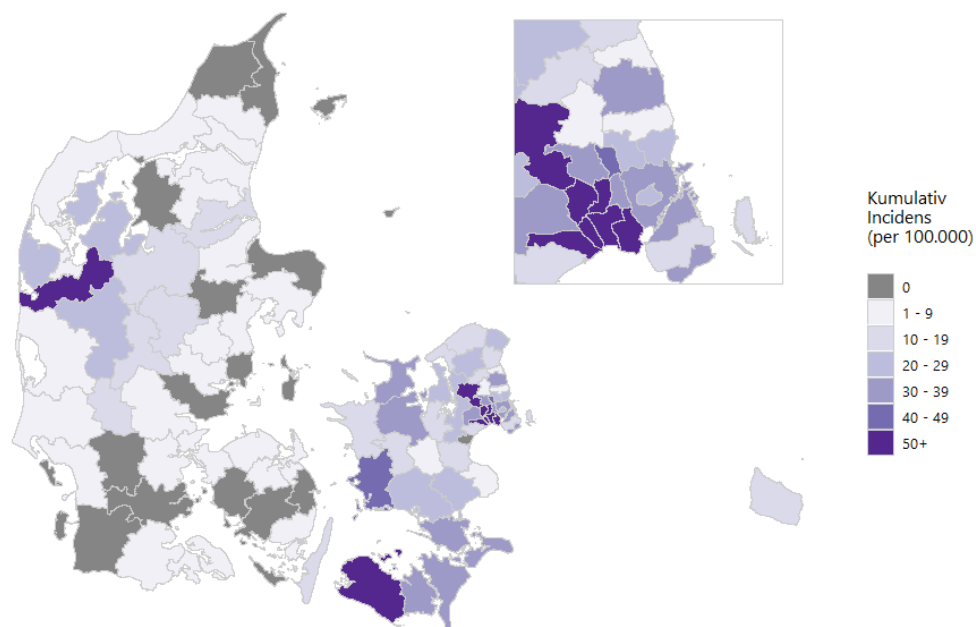 Kumulativ
Incidens
(per 100.000)
0
1 - 9
10 - 19
20 - 29
30 - 39
40 - 49
50+